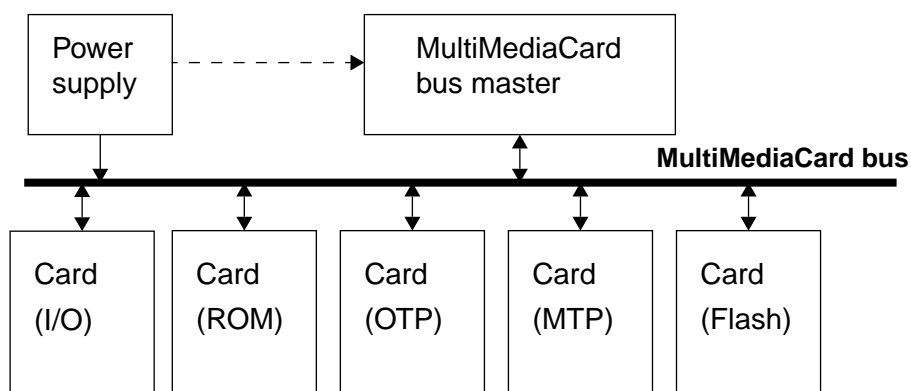 Power
supply
MultiMediaCard
bus master
MultiMediaCard bus
Card
(I/O)
Card
(ROM)
Card
(OTP)
Card
(MTP)
Card
(Flash)